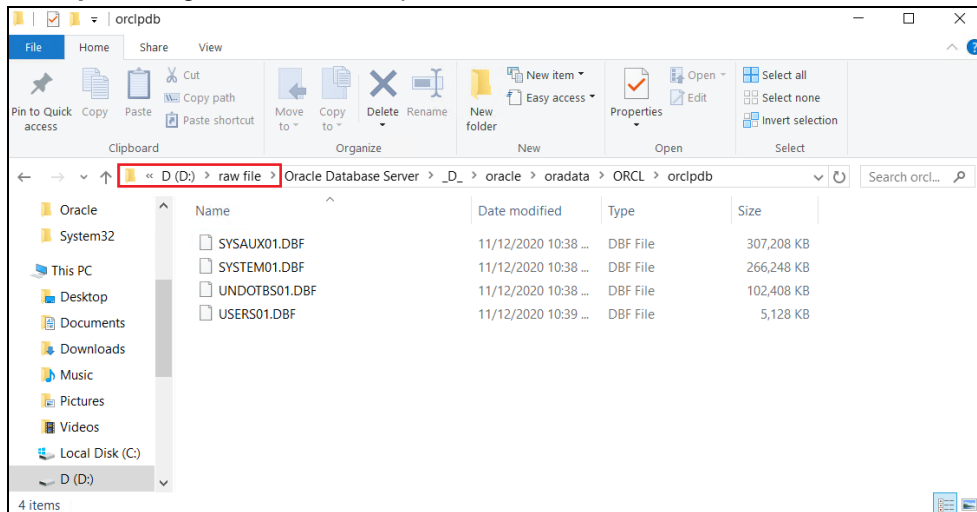 orclpdb
File Home Share View
Pin to Quick access
Copy
Paste
Cut
Copy path
Paste shortcut
Move to
Copy to
Delete
Rename
New folder
New item
Easy access
Properties
Open
Edit
Select all
Select none
Invert selection
Clipboard Organize New Open Select
« D (D:) > raw file > Oracle Database Server > _D_ > oracle > oradata > ORCL > orclpdb
Search orcl...
Oracle
System32
This PC
Desktop
Documents
Downloads
Music
Pictures
Videos
Local Disk (C:)
D (D:)
Name Date modified Type Size
SYSAUX01.DBF 11/12/2020 10:38 ... DBF File 307,208 KB
SYSTEM01.DBF 11/12/2020 10:38 ... DBF File 266,248 KB
UNDOTBS01.DBF 11/12/2020 10:38 ... DBF File 102,408 KB
USERS01.DBF 11/12/2020 10:39 ... DBF File 5,128 KB
4 items